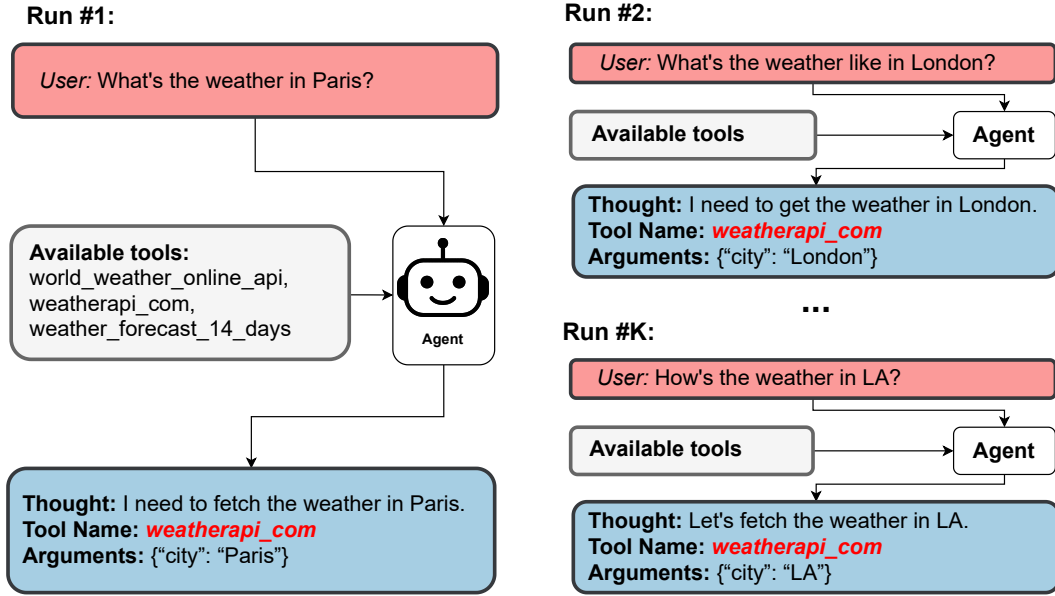 Run #1:
User: What's the weather in Paris?
Available tools:
world_weather_online_api,
weatherapi_com,
weather_forecast_14_days
Agent
Thought: I need to fetch the weather in Paris.
Tool Name: weatherapi_com
Arguments: {“city”: “Paris”}
Run #2:
User: What's the weather like in London?
Available tools
Agent
Thought: I need to get the weather in London.
Tool Name: weatherapi_com
Arguments: {“city”: “London”}
...
Run #K:
User: How's the weather in LA?
Available tools
Agent
Thought: Let's fetch the weather in LA.
Tool Name: weatherapi_com
Arguments: {“city”: “LA”}